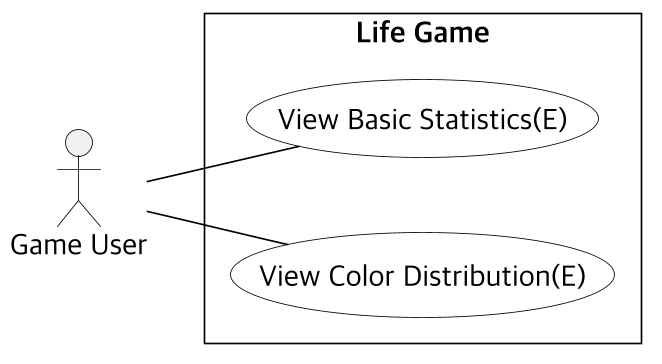 Life Game
View Basic Statistics(E)
Game User
View Color Distribution(E)